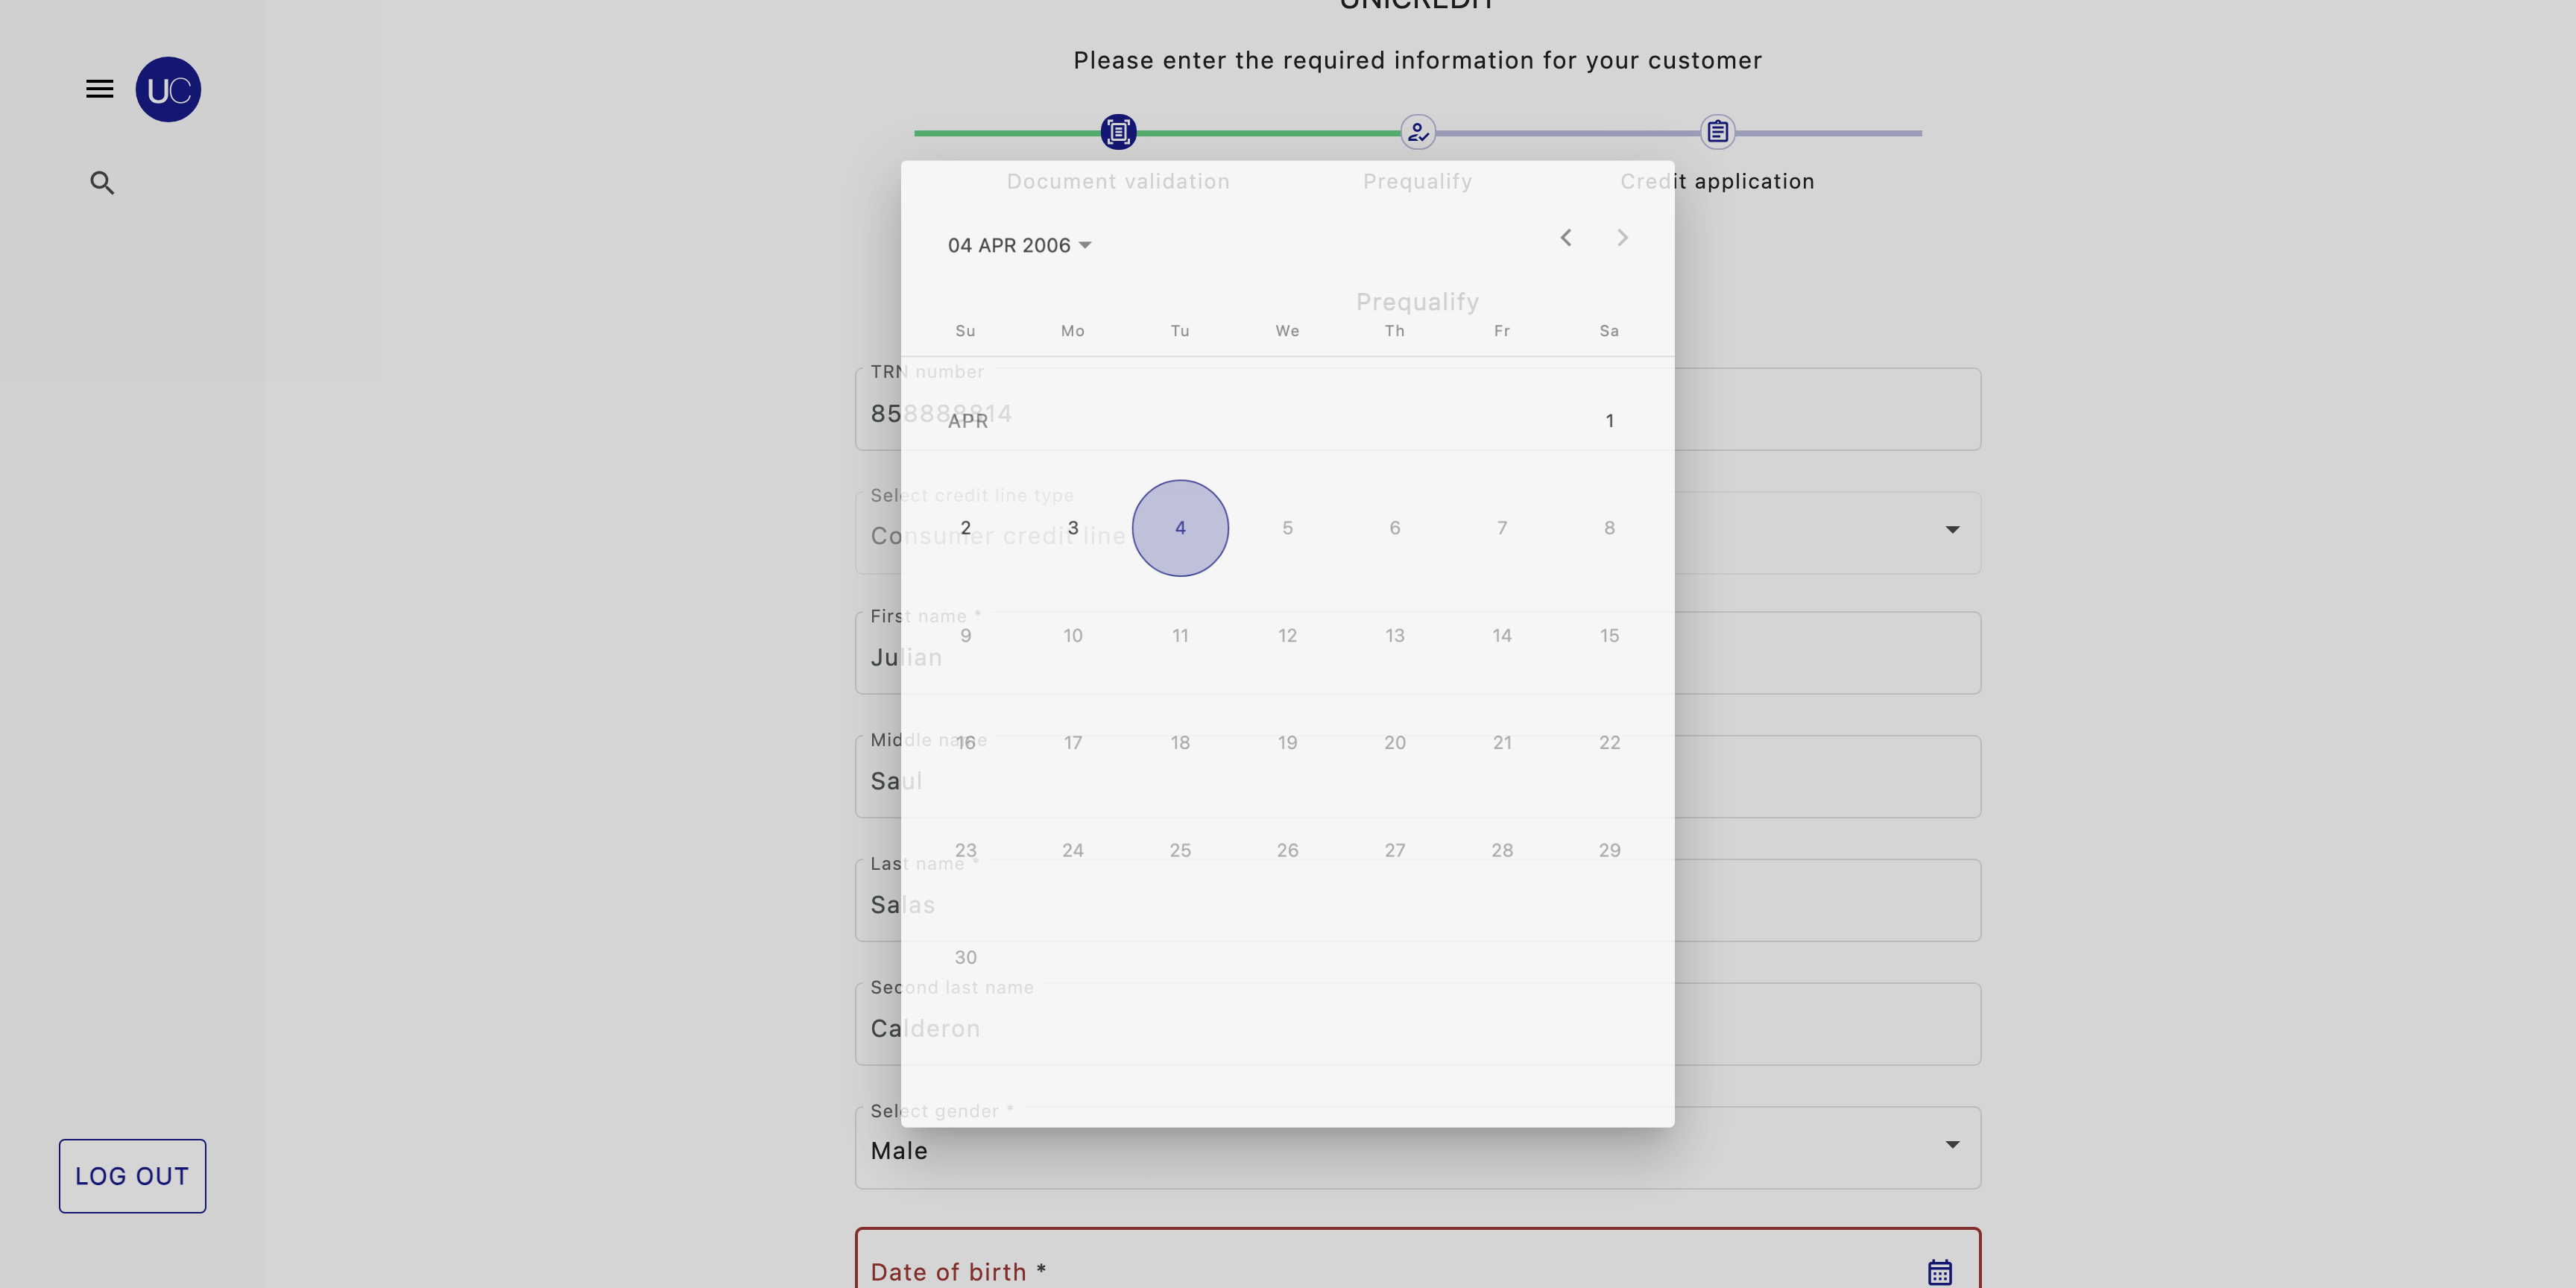 UNICREDIT
Please enter the required information for your customer
UC
Document validation
Prequalify
Credit application
04 APR 2006
Prequalify
Su Mo Tu We Th Fr Sa
TRN number
858888814
APR 1
Select credit line type
Consumer credit line
2 3 4 5 6 7 8
First name *
9 10 11 12 13 14 15
Julian
Middle name
16 17 18 19 20 21 22
Saul
23 24 25 26 27 28 29
Last name *
Salas
30
Second last name
Calderon
Select gender *
Male
LOG OUT
Date of birth *